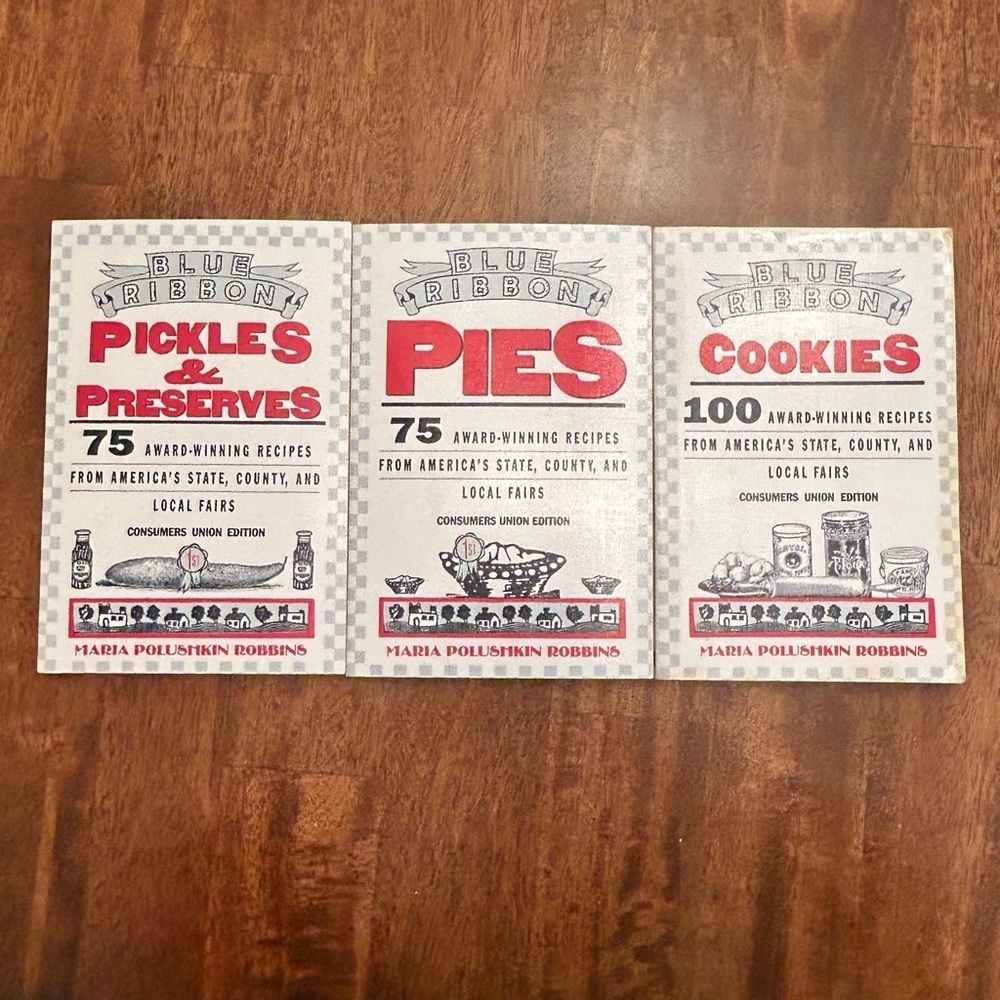 BLUE
RIBBON
PICKLES
&
PRESERVES
75 AWARD-WINNING RECIPES
FROM AMERICA'S STATE, COUNTY, AND
LOCAL FAIRS
CONSUMERS UNION EDITION
1ST
MARIA POLUSHKIN ROBBINS
BLUE
RIBBON
PIES
75 AWARD-WINNING RECIPES
FROM AMERICA'S STATE, COUNTY, AND
LOCAL FAIRS
CONSUMERS UNION EDITION
1ST
MARIA POLUSHKIN ROBBINS
BLUE
RIBBON
COOKIES
100 AWARD-WINNING RECIPES
FROM AMERICA'S STATE, COUNTY, AND
LOCAL FAIRS
CONSUMERS UNION EDITION
MARIA POLUSHKIN ROBBINS